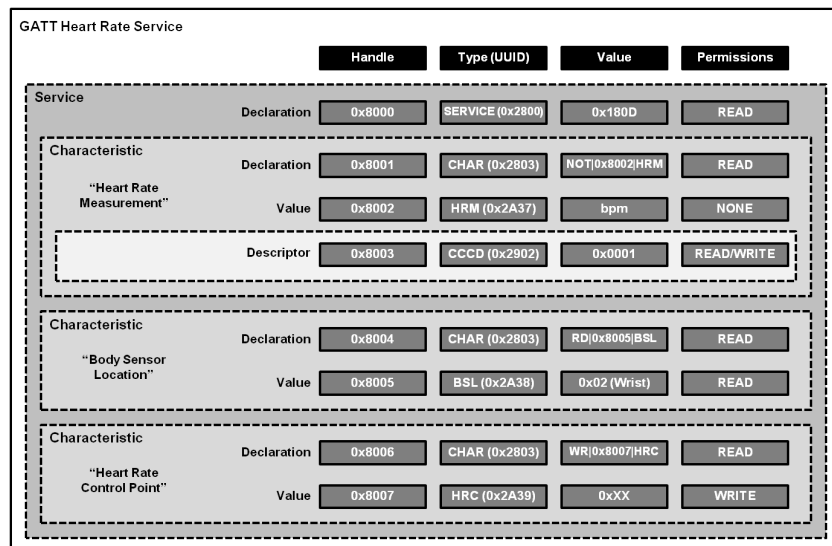 GATT Heart Rate Service
Handle Type (UUID) Value Permissions
Service
Declaration 0x8000 SERVICE (0x2800) 0x180D READ
Characteristic
Declaration 0x8001 CHAR (0x2803) NOT|0x8002|HRM READ
“Heart Rate
Measurement”
Value 0x8002 HRM (0x2A37) bpm NONE
Descriptor 0x8003 CCCD (0x2902) 0x0001 READ/WRITE
Characteristic
Declaration 0x8004 CHAR (0x2803) RD|0x8005|BSL READ
“Body Sensor
Location”
Value 0x8005 BSL (0x2A38) 0x02 (Wrist) READ
Characteristic
Declaration 0x8006 CHAR (0x2803) WR|0x8007|HRC READ
“Heart Rate
Control Point”
Value 0x8007 HRC (0x2A39) 0xXX WRITE